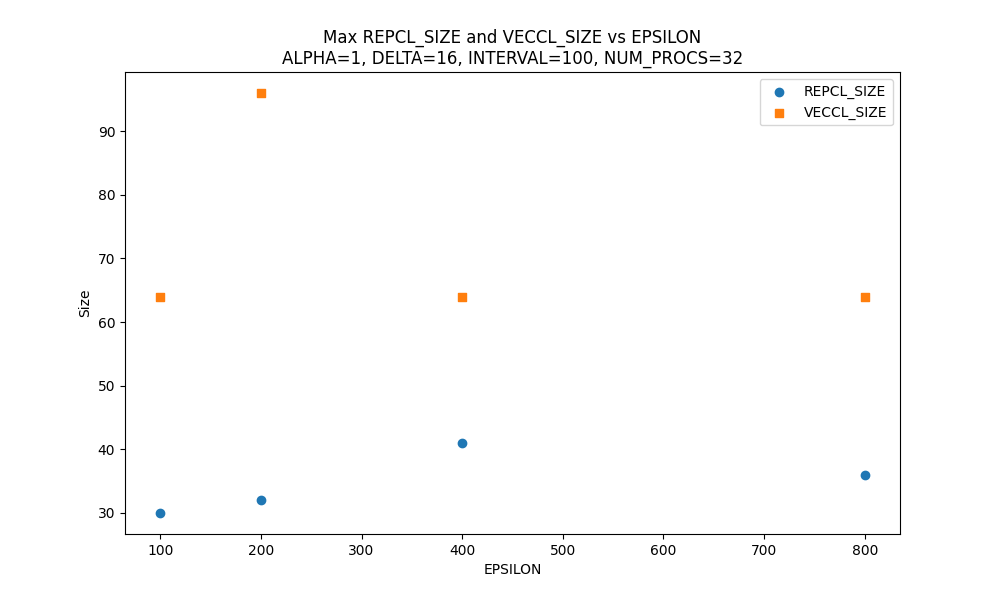 Max REPCL_SIZE and VECCL_SIZE vs EPSILON
ALPHA=1, DELTA=16, INTERVAL=100, NUM_PROCS=32
REPCL_SIZE
VECCL_SIZE
90
80
70
60
50
40
30
Size
100 200 300 400 500 600 700 800
EPSILON